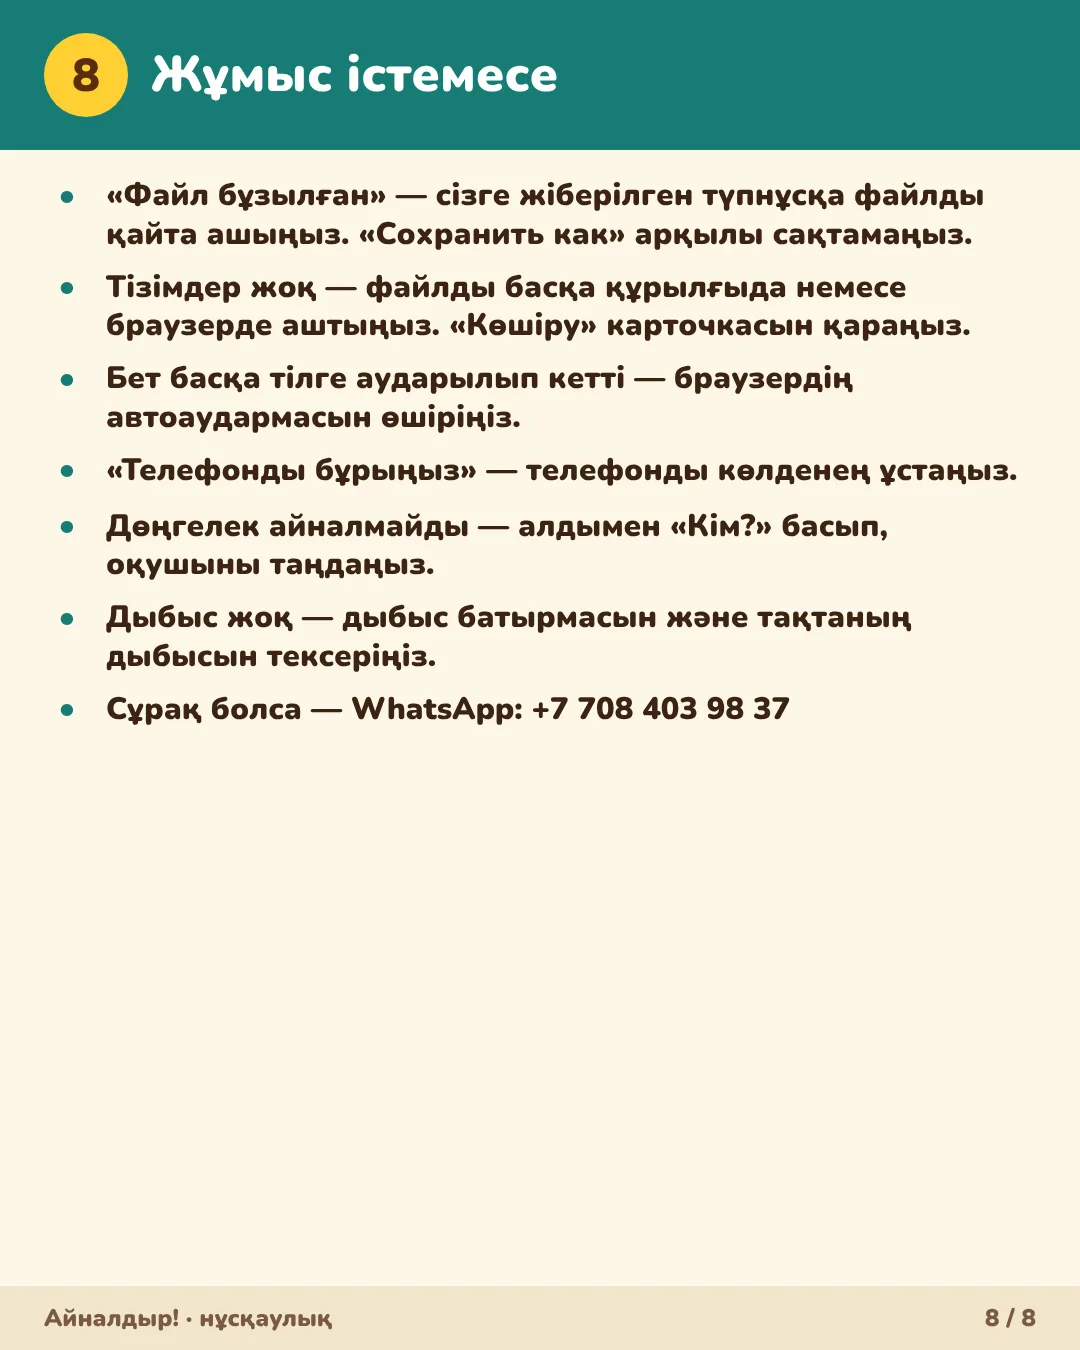 8
Жұмыс істемесе
• «Файл бұзылған» — сізге жіберілген түпнұсқа файлды
қайта ашыңыз. «Сохранить как» арқылы сақтамаңыз.
• Тізімдер жоқ — файлды басқа құрылғыда немесе
браузерде аштыңыз. «Көшіру» карточкасын қараңыз.
• Бет басқа тілге аударылып кетті — браузердің
автоаудармасын өшіріңіз.
• «Телефонды бұрыңыз» — телефонды көлденең ұстаңыз.
• Дөңгелек айналмайды — алдымен «Кім?» басып,
оқушыны таңдаңыз.
• Дыбыс жоқ — дыбыс батырмасын және тақтаның
дыбысын тексеріңіз.
• Сұрақ болса — WhatsApp: +7 708 403 98 37
Айналдыр! · нұсқаулық
8 / 8